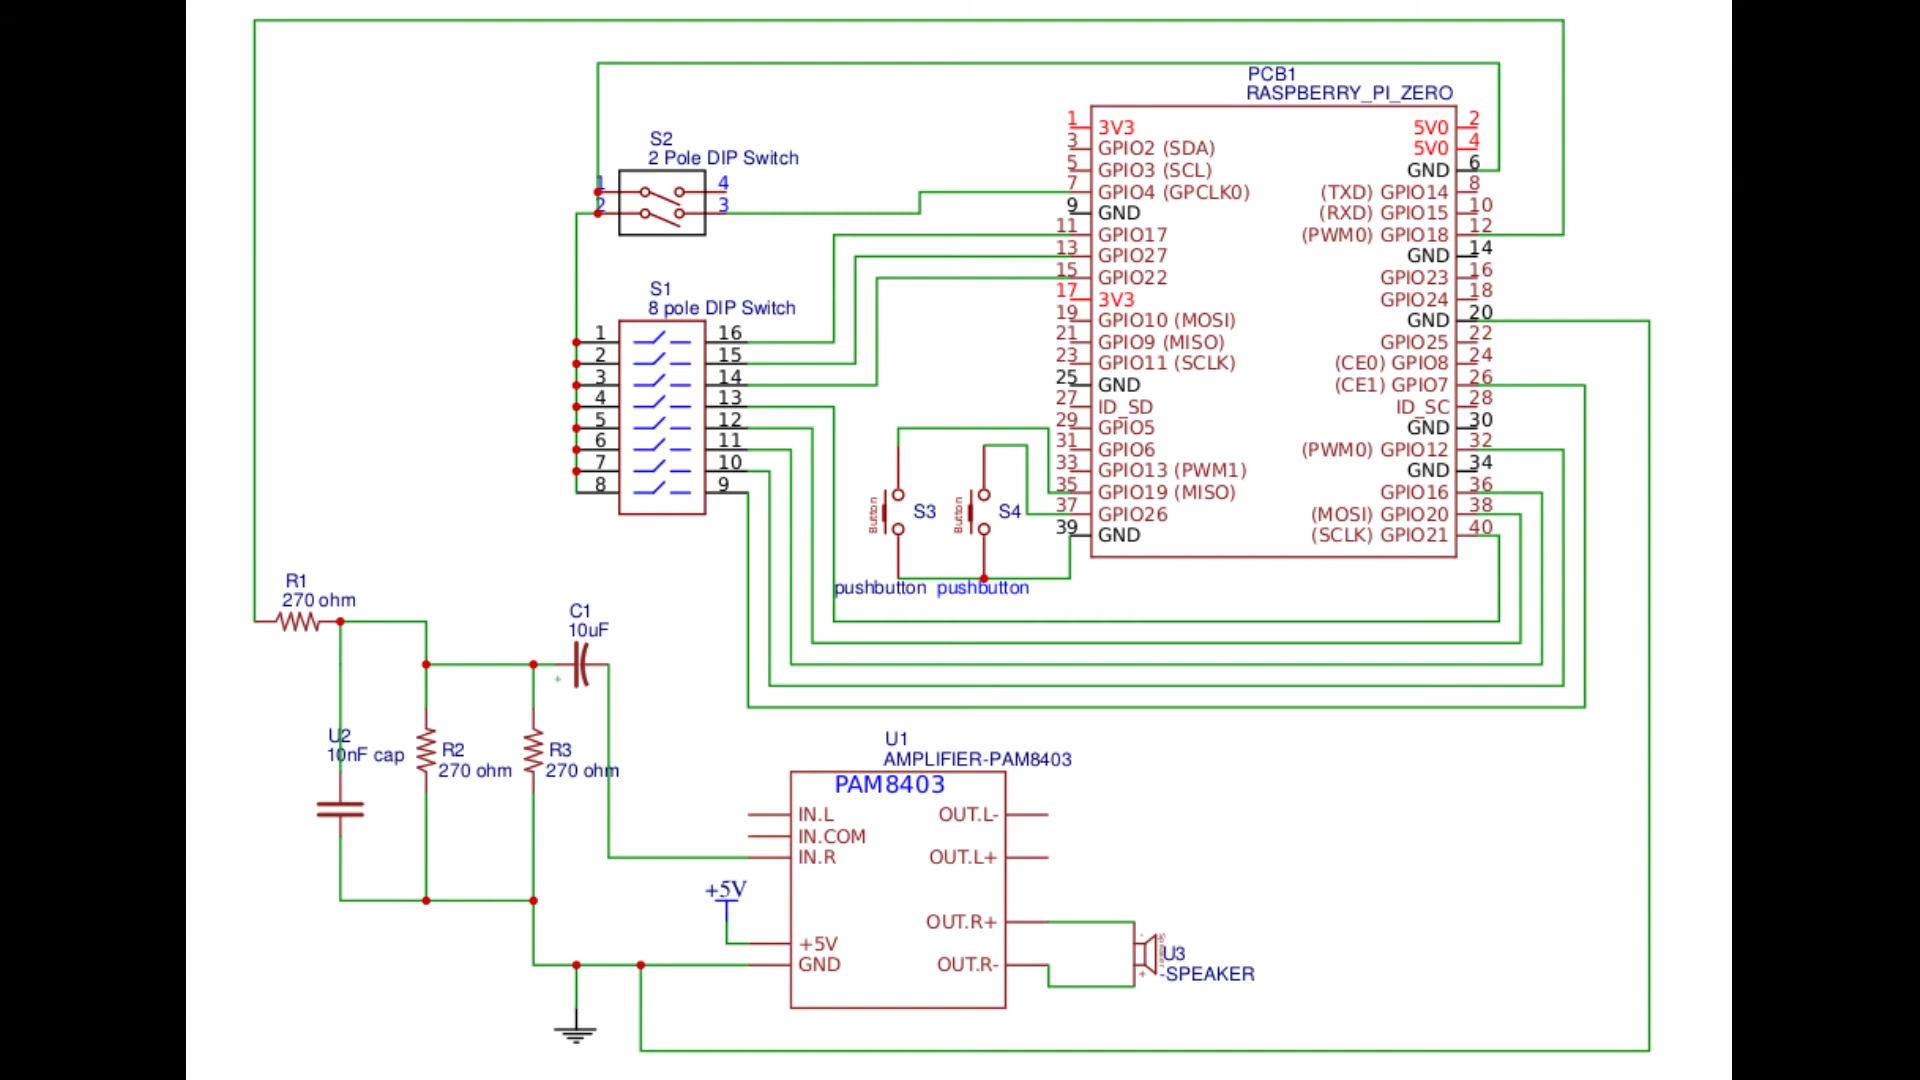 PCB1
RASPBERRY_PI_ZERO
1
3V3
3
GPIO2 (SDA)
5
GPIO3 (SCL)
7
GPIO4 (GPCLK0)
9
GND
11
GPIO17
13
GPIO27
15
GPIO22
17
3V3
19
GPIO10 (MOSI)
21
GPIO9 (MISO)
23
GPIO11 (SCLK)
25
GND
27
ID_SD
29
GPIO5
31
GPIO6
33
GPIO13 (PWM1)
35
GPIO19 (MISO)
37
GPIO26
39
GND
5V0
2
5V0
4
GND
6
(TXD) GPIO14
8
(RXD) GPIO15
10
(PWM0) GPIO18
12
GND
14
GPIO23
16
GPIO24
18
GND
20
GPIO25
22
(CE0) GPIO8
24
(CE1) GPIO7
26
ID_SC
28
GND
30
(PWM0) GPIO12
32
GND
34
GPIO16
36
(MOSI) GPIO20
38
(SCLK) GPIO21
40
S2
2 Pole DIP Switch
1
4
2
3
S1
8 pole DIP Switch
1
16
2
15
3
14
4
13
5
12
6
11
7
10
8
9
Button
S3
Button
S4
pushbutton
pushbutton
R1
270 ohm
C1
10uF
+
U2
10nF cap
R2
270 ohm
R3
270 ohm
U1
AMPLIFIER-PAM8403
PAM8403
IN.L
IN.COM
IN.R
+5V
+5V
GND
OUT.L-
OUT.L+
OUT.R+
OUT.R-
U3
-SPEAKER